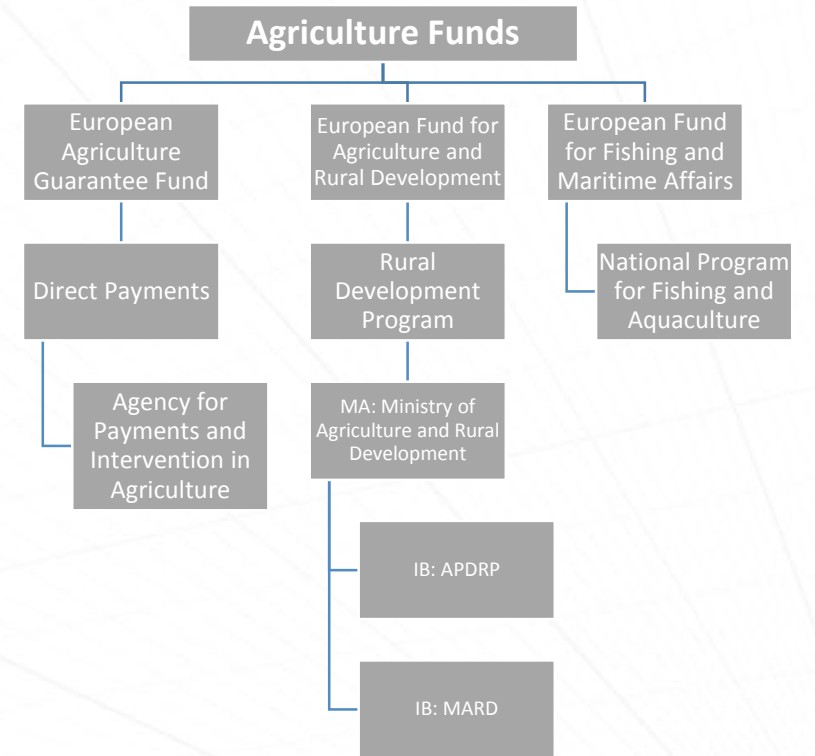 Agriculture Funds
European
Agriculture
Guarantee Fund
European Fund for
Agriculture and
Rural Development
European Fund
for Fishing and
Maritime Affairs
Direct Payments
Rural
Development
Program
National Program
for Fishing and
Aquaculture
Agency for
Payments and
Intervention in
Agriculture
MA: Ministry of
Agriculture and Rural
Development
IB: APDRP
IB: MARD